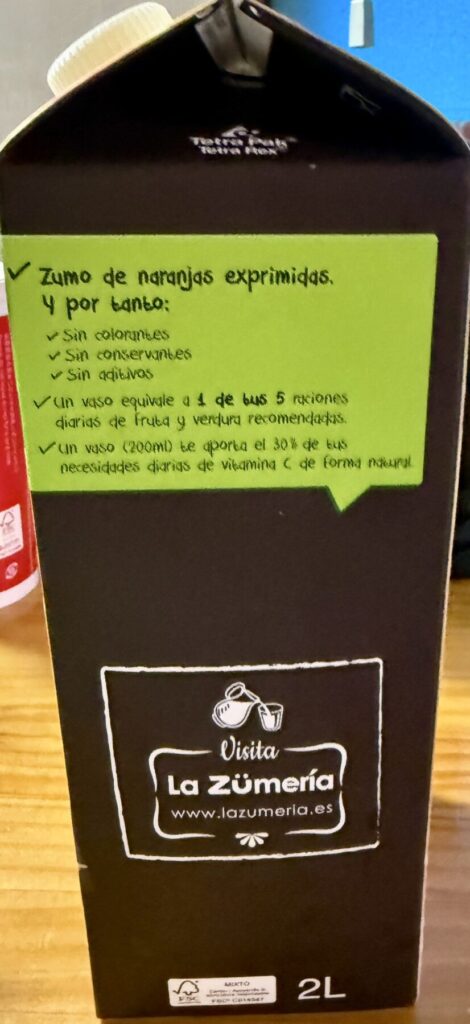 Tetra Pak
Tetra Rex
Zumo de naranjas exprimidas.
Y por tanto:
Sin colorantes
Sin conservantes
Sin aditivos
Un vaso equivale a 1 de tus 5 raciones
diarias de fruta y verdura recomendadas.
Un vaso (200ml) te aporta el 30% de tus
necesidades diarias de vitamina C de forma natural.
Visita
La Zümería
www.lazumeria.es
MIXTO
FSC
2L